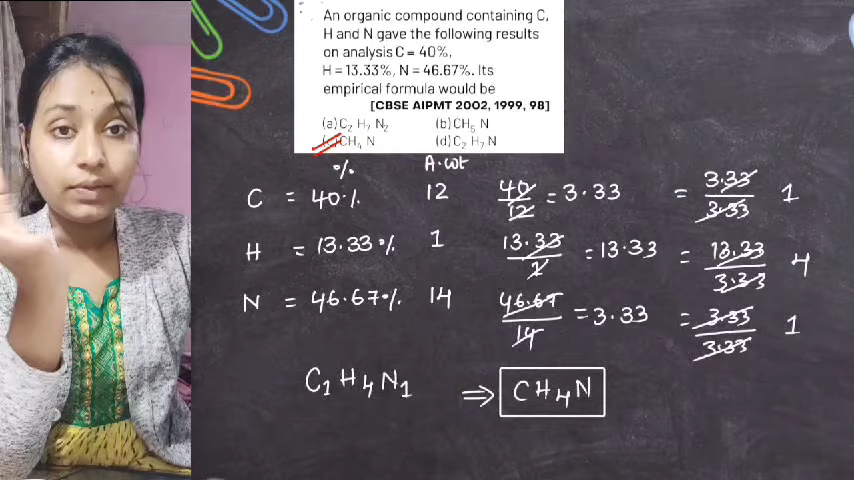 An organic compound containing C,
H and N gave the following results
on analysis C = 40%,
H = 13.33%, N = 46.67%. Its
empirical formula would be
[CBSE AIPMT 2002, 1999, 98]
(a) C₂ H₇ N₂ (b) CH₅ N
(c) CH₄ N (d) C₂ H₇ N
% A.wt
C = 40% 12 40/12 = 3.33 = 3.33/3.33 1
H = 13.33% 1 13.33/1 = 13.33 = 13.33/3.33 4
N = 46.67% 14 46.67/14 = 3.33 = 3.33/3.33 1
C₁H₄N₁ ⇒ CH₄N